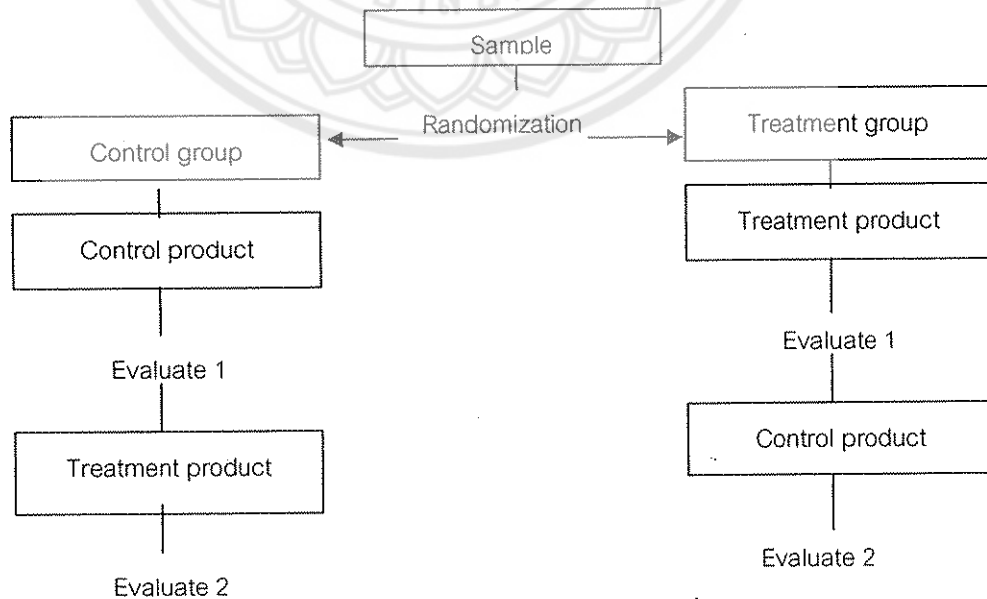 Sample
Randomization
Control group
Treatment group
Control product
Treatment product
Evaluate 1
Evaluate 1
Treatment product
Control product
Evaluate 2
Evaluate 2